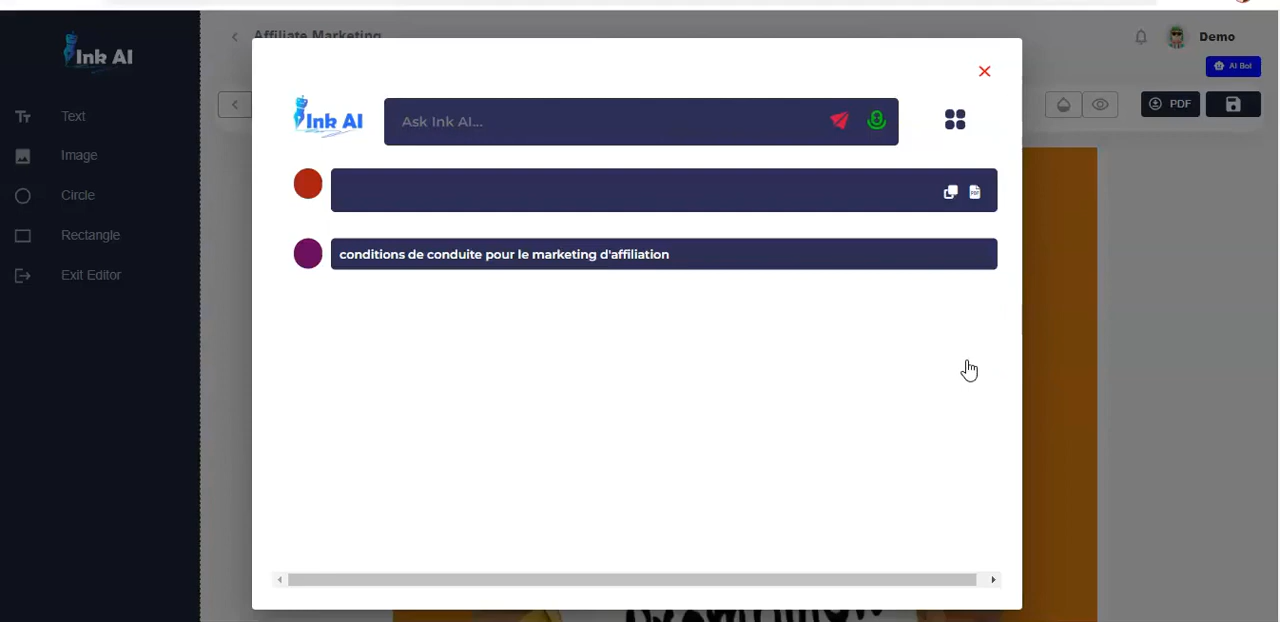 Affiliate Marketing
Demo
AI Bot
Ink AI
Text
Image
Circle
Rectangle
Exit Editor
PDF
Ink AI
Ask Ink AI...
PDF
conditions de conduite pour le marketing d'affiliation